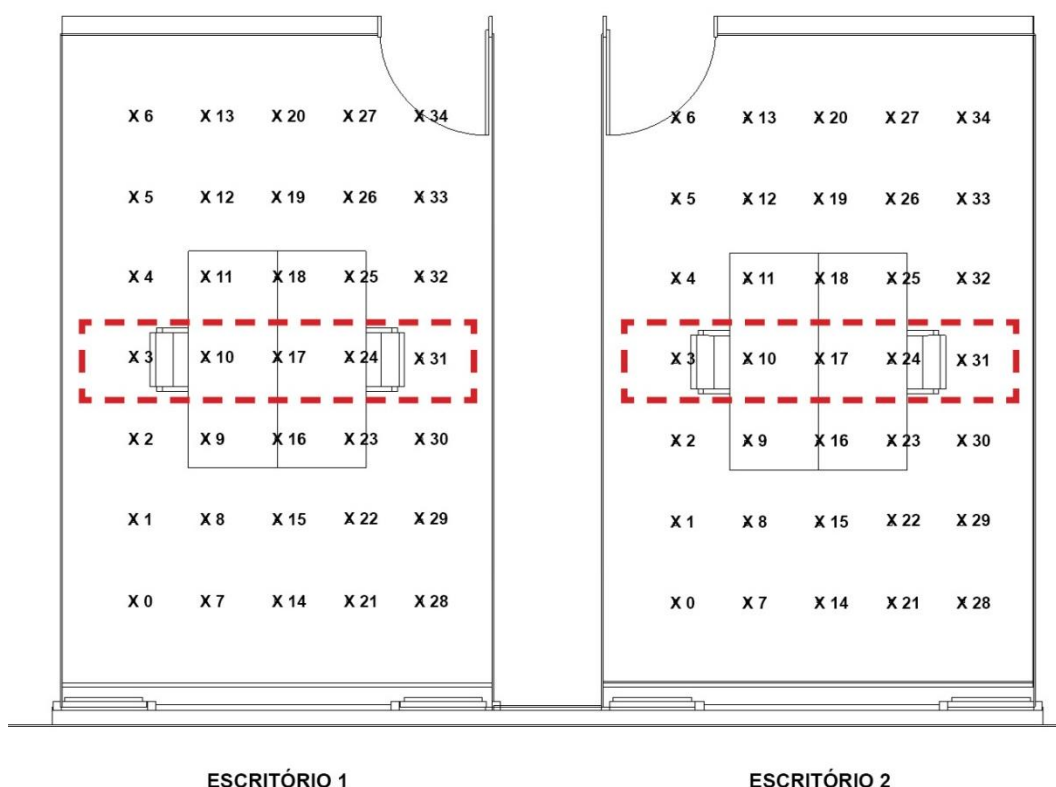 X 6 X 13 X 20 X 27 X 34 X 6 X 13 X 20 X 27 X 34
X 5 X 12 X 19 X 26 X 33 X 5 X 12 X 19 X 26 X 33
X 4 X 11 X 18 X 25 X 32 X 4 X 11 X 18 X 25 X 32
X 3 X 10 X 17 X 24 X 31 X 3 X 10 X 17 X 24 X 31
X 2 X 9 X 16 X 23 X 30 X 2 X 9 X 16 X 23 X 30
X 1 X 8 X 15 X 22 X 29 X 1 X 8 X 15 X 22 X 29
X 0 X 7 X 14 X 21 X 28 X 0 X 7 X 14 X 21 X 28
ESCRITÓRIO 1 ESCRITÓRIO 2